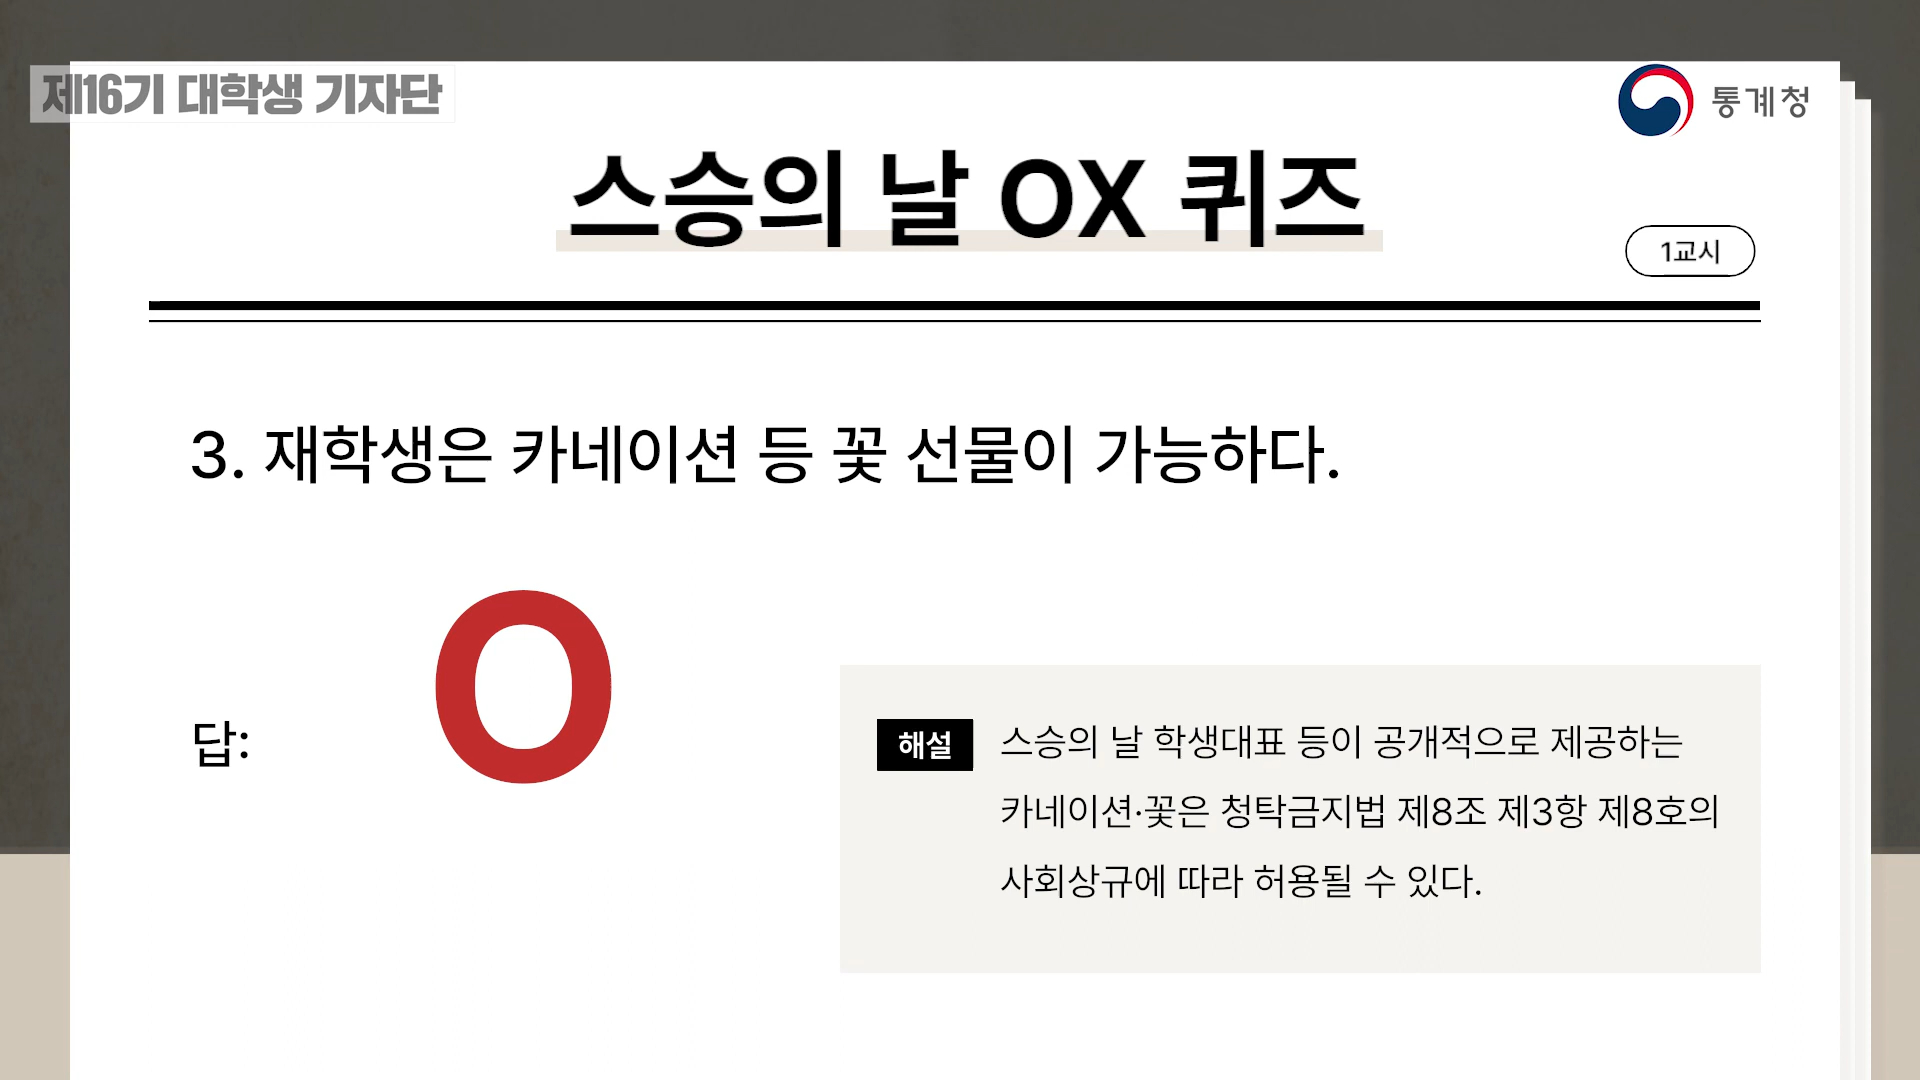 제16기 대학생 기자단
통계청
스승의 날 OX 퀴즈
1교시
3. 재학생은 카네이션 등 꽃 선물이 가능하다.
답:
O
해설
스승의 날 학생대표 등이 공개적으로 제공하는
카네이션·꽃은 청탁금지법 제8조 제3항 제8호의
사회상규에 따라 허용될 수 있다.